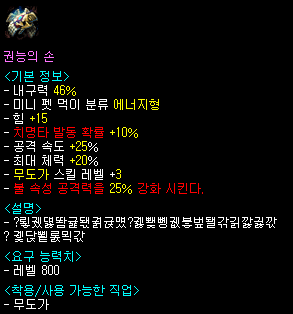 권능의 손
<기본 정보>
- 내구력 46%
- 미니 펫 먹이 분류 에너지형
- 힘 +15
- 치명타 발동 확률 +10%
- 공격 속도 +25%
- 최대 체력 +20%
- 무도가 스킬 레벨 +3
- 불 속성 공격력을 25% 강화 시킨다.
<설명>
<요구 능력치>
- 레벨 800
<착용/사용 가능한 직업>
- 무도가